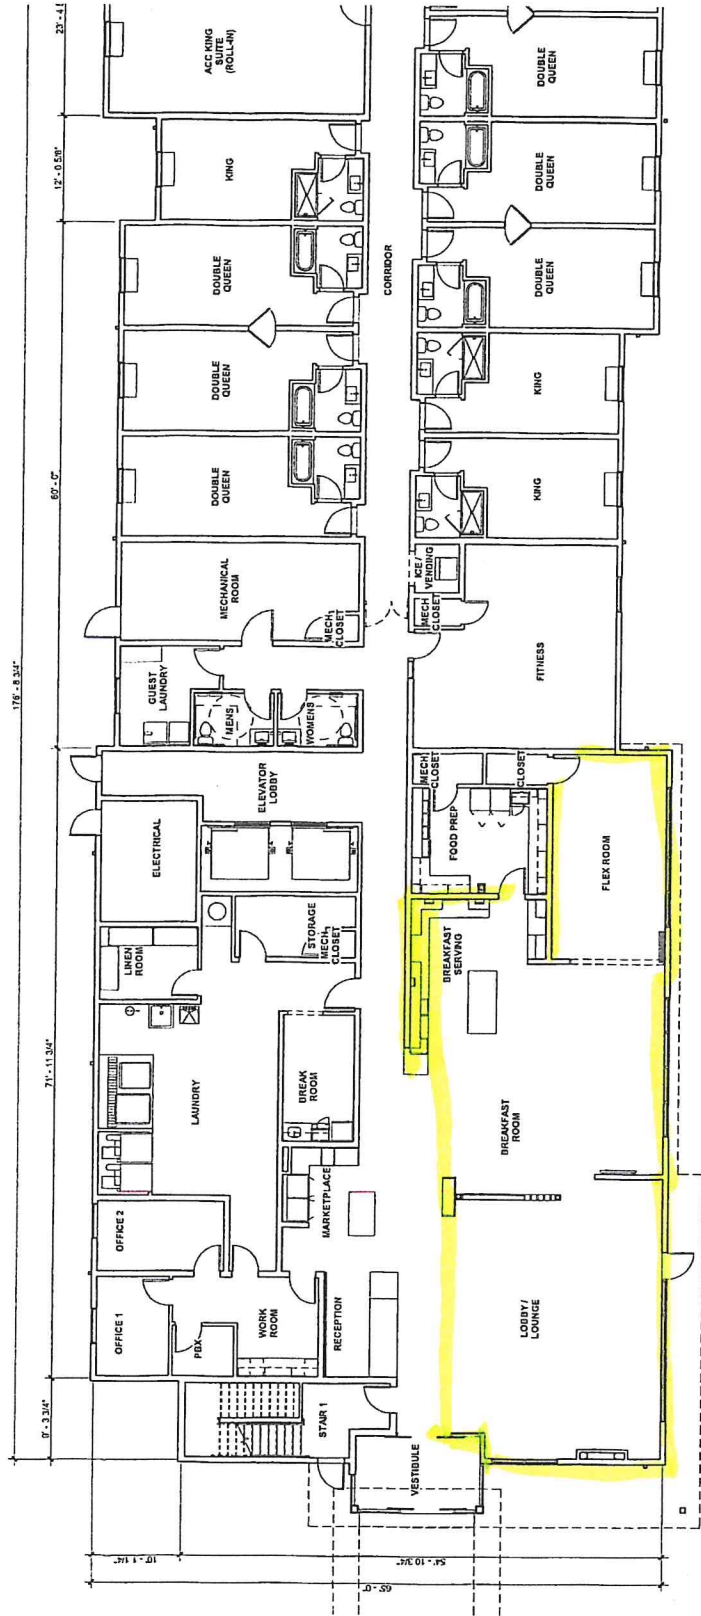 23' - 4
12' - 0 5/8"
60' - 0"
176' - 8 3/4"
71' - 11 3/4"
9' - 3 3/4"
10' - 1 1/4"
54' - 10 3/4"
65' - 0"
ACC KING
SUITE
(ROLL-IN)
KING
DOUBLE
QUEEN
DOUBLE
QUEEN
DOUBLE
QUEEN
MECHANICAL
ROOM
MECH
CLOSET
GUEST
LAUNDRY
MENS
WOMENS
ELEVATOR
LOBBY
ELECTRICAL
STORAGE
MECH
CLOSET
LINEN
ROOM
LAUNDRY
BREAK
ROOM
MARKETPLACE
OFFICE 2
OFFICE 1
PBX
WORK
ROOM
RECEPTION
STAIR 1
VESTIBULE
CORRIDOR
DOUBLE
QUEEN
DOUBLE
QUEEN
DOUBLE
QUEEN
KING
KING
ICE /
VENDING
MECH
CLOSET
FITNESS
MECH
CLOSET
CLOSET
FOOD PREP
FLEX ROOM
BREAKFAST
SERVING
BREAKFAST
ROOM
LOBBY /
LOUNGE